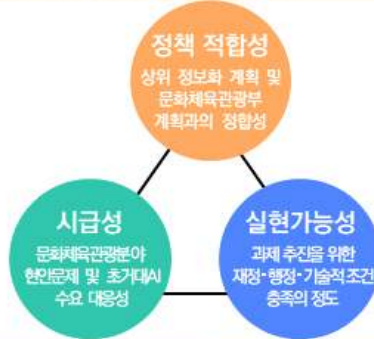 정책 적합성
상위 정보화 계획 및
문화체육관광부
계획과의 정합성
시급성
문화체육관광분야
현안문제 및 초거대AI
수요 대응성
실현가능성
과제 추진을 위한
재정·행정·기술적 조건
충족의 정도